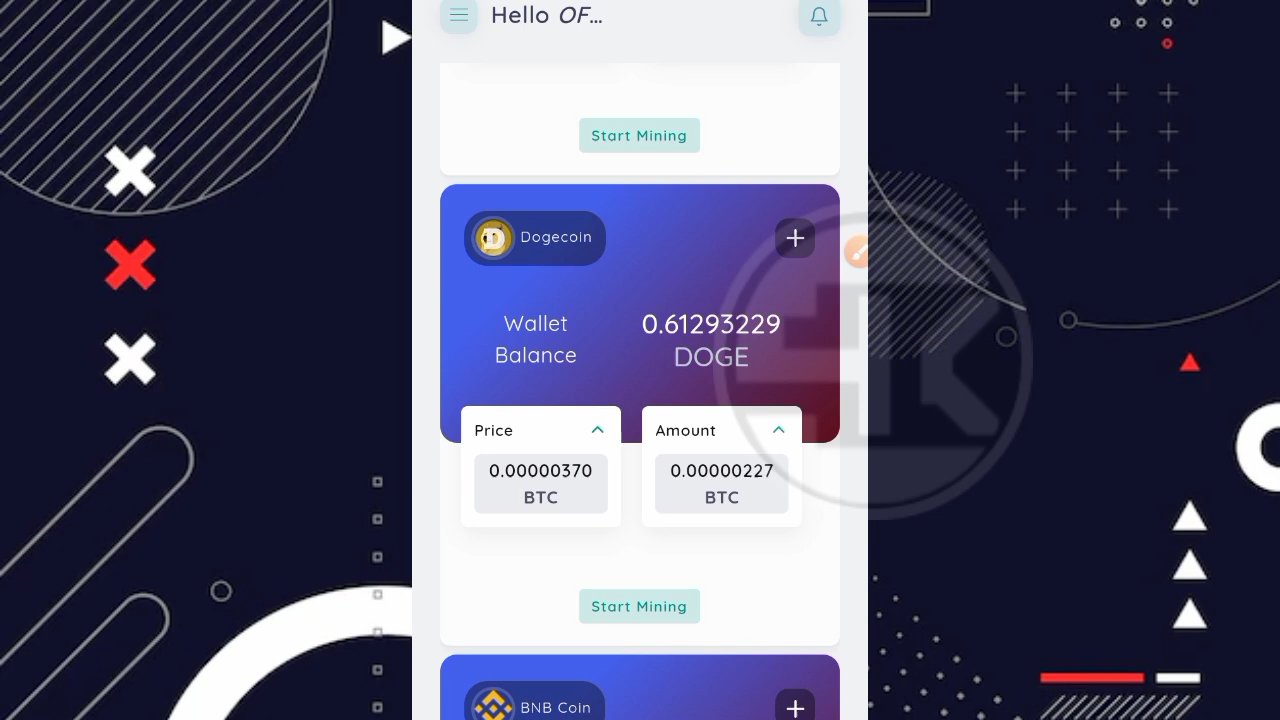 Hello OF...
Start Mining
Dogecoin
Wallet
Balance
0.61293229
DOGE
Price
0.00000370
BTC
Amount
0.00000227
BTC
Start Mining
BNB Coin